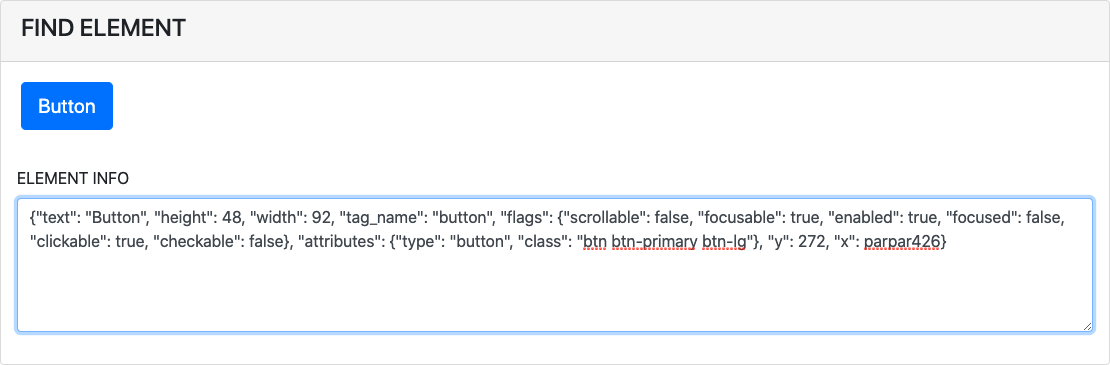 FIND ELEMENT
Button
ELEMENT INFO
{"text": "Button", "height": 48, "width": 92, "tag_name": "button", "flags": {"scrollable": false, "focusable": true, "enabled": true, "focused": false,
"clickable": true, "checkable": false}, "attributes": {"type": "button", "class": "btn btn-primary btn-lg"}, "y": 272, "x": parpar426}